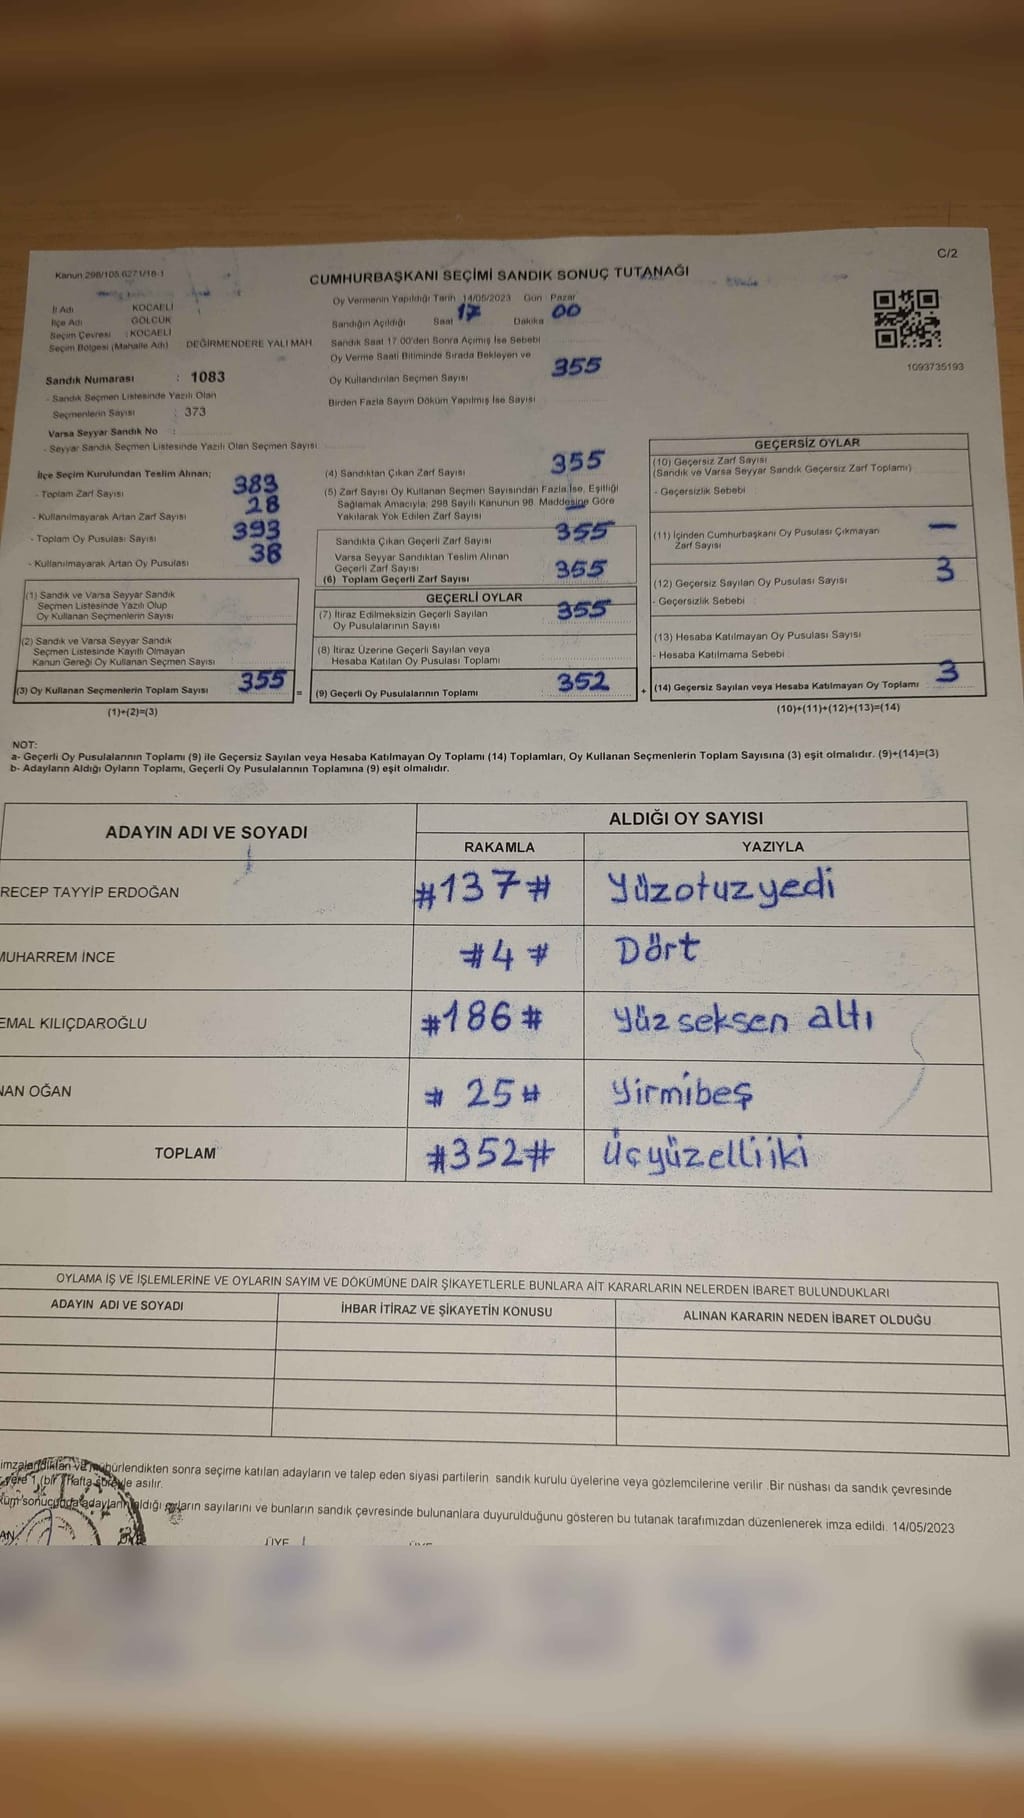 C/2
Kanun 298/105.6271/16-1
CUMHURBAŞKANI SEÇİMİ SANDIK SONUÇ TUTANAĞI
İl Adı KOCAELİ
İlçe Adı GÖLCÜK
Seçim Çevresi : KOCAELİ
Seçim Bölgesi (Mahalle Adı) DEĞİRMENDERE YALI MAH
Sandık Numarası : 1083
- Sandık Seçmen Listesinde Yazılı Olan
Seçmenlerin Sayısı : 373
Varsa Seyyar Sandık No :
- Seyyar Sandık Seçmen Listesinde Yazılı Olan Seçmen Sayısı
Oy Vermenin Yapıldığı Tarih 14/05/2023 Gün Pazar
Sandığın Açıldığı Saat 17 Dakika 00
Sandık Saat 17.00'den Sonra Açımış İse Sebebi
Oy Verme Saati Bitiminde Sırada Bekleyen ve
Oy Kullandırılan Seçmen Sayısı 355
Birden Fazla Sayım Döküm Yapılmış İse Sayısı
1093735193
İlçe Seçim Kurulundan Teslim Alınan;
- Toplam Zarf Sayısı 383
- Kullanılmayarak Artan Zarf Sayısı 28
- Toplam Oy Pusulası Sayısı 393
- Kullanılmayarak Artan Oy Pusulası 38
(1) Sandık ve Varsa Seyyar Sandık
Seçmen Listesinde Yazılı Olup
Oy Kullanan Seçmenlerin Sayısı
(2) Sandık ve Varsa Seyyar Sandık
Seçmen Listesinde Kayıtlı Olmayan
Kanun Gereği Oy Kullanan Seçmen Sayısı
(3) Oy Kullanan Seçmenlerin Toplam Sayısı 355 =
(1)+(2)=(3)
(4) Sandıktan Çıkan Zarf Sayısı 355
(5) Zarf Sayısı Oy Kullanan Seçmen Sayısından Fazla İse, Eşitliği
Sağlamak Amacıyla, 298 Sayılı Kanunun 98. Maddesine Göre
Yakılarak Yok Edilen Zarf Sayısı
Sandıkta Çıkan Geçerli Zarf Sayısı 355
Varsa Seyyar Sandıktan Teslim Alınan
Geçerli Zarf Sayısı
(6) Toplam Geçerli Zarf Sayısı 355
GEÇERLİ OYLAR
(7) İtiraz Edilmeksizin Geçerli Sayılan
Oy Pusulalarının Sayısı 355
(8) İtiraz Üzerine Geçerli Sayılan veya
Hesaba Katılan Oy Pusulası Toplamı
(9) Geçerli Oy Pusulalarının Toplamı 352 +
GEÇERSİZ OYLAR
(10) Geçersiz Zarf Sayısı
(Sandık ve Varsa Seyyar Sandık Geçersiz Zarf Toplamı)
- Geçersizlik Sebebi
(11) İçinden Cumhurbaşkanı Oy Pusulası Çıkmayan
Zarf Sayısı —
(12) Geçersiz Sayılan Oy Pusulası Sayısı 3
- Geçersizlik Sebebi
(13) Hesaba Katılmayan Oy Pusulası Sayısı
- Hesaba Katılmama Sebebi
(14) Geçersiz Sayılan veya Hesaba Katılmayan Oy Toplamı 3
(10)+(11)+(12)+(13)=(14)
NOT:
a- Geçerli Oy Pusulalarının Toplamı (9) ile Geçersiz Sayılan veya Hesaba Katılmayan Oy Toplamı (14) Toplamları, Oy Kullanan Seçmenlerin Toplam Sayısına (3) eşit olmalıdır. (9)+(14)=(3)
b- Adayların Aldığı Oyların Toplamı, Geçerli Oy Pusulalarının Toplamına (9) eşit olmalıdır.
ADAYIN ADI VE SOYADI ALDIĞI OY SAYISI
RAKAMLA YAZIYLA
RECEP TAYYİP ERDOĞAN #137# Yüzotuzyedi
MUHARREM İNCE #4# Dört
EMAL KILIÇDAROĞLU #186# Yüz seksen altı
NAN OĞAN #25# Yirmibeş
TOPLAM #352# Üçyüzelliiki
OYLAMA İŞ VE İŞLEMLERİNE VE OYLARIN SAYIM VE DÖKÜMÜNE DAİR ŞİKAYETLERLE BUNLARA AİT KARARLARIN NELERDEN İBARET BULUNDUKLARI
ADAYIN ADI VE SOYADI İHBAR İTİRAZ VE ŞİKAYETİN KONUSU ALINAN KARARIN NEDEN İBARET OLDUĞU
imzalandıktan ve mühürlendikten sonra seçime katılan adayların ve talep eden siyasi partilerin sandık kurulu üyelerine veya gözlemcilerine verilir .Bir nüshası da sandık çevresinde
yere 1 (bir) Hafta süreyle asılır.
küm sonucunda adayların aldığı oyların sayılarını ve bunların sandık çevresinde bulunanlara duyurulduğunu gösteren bu tutanak tarafımızdan düzenlenerek imza edildi. 14/05/2023
ÜYE